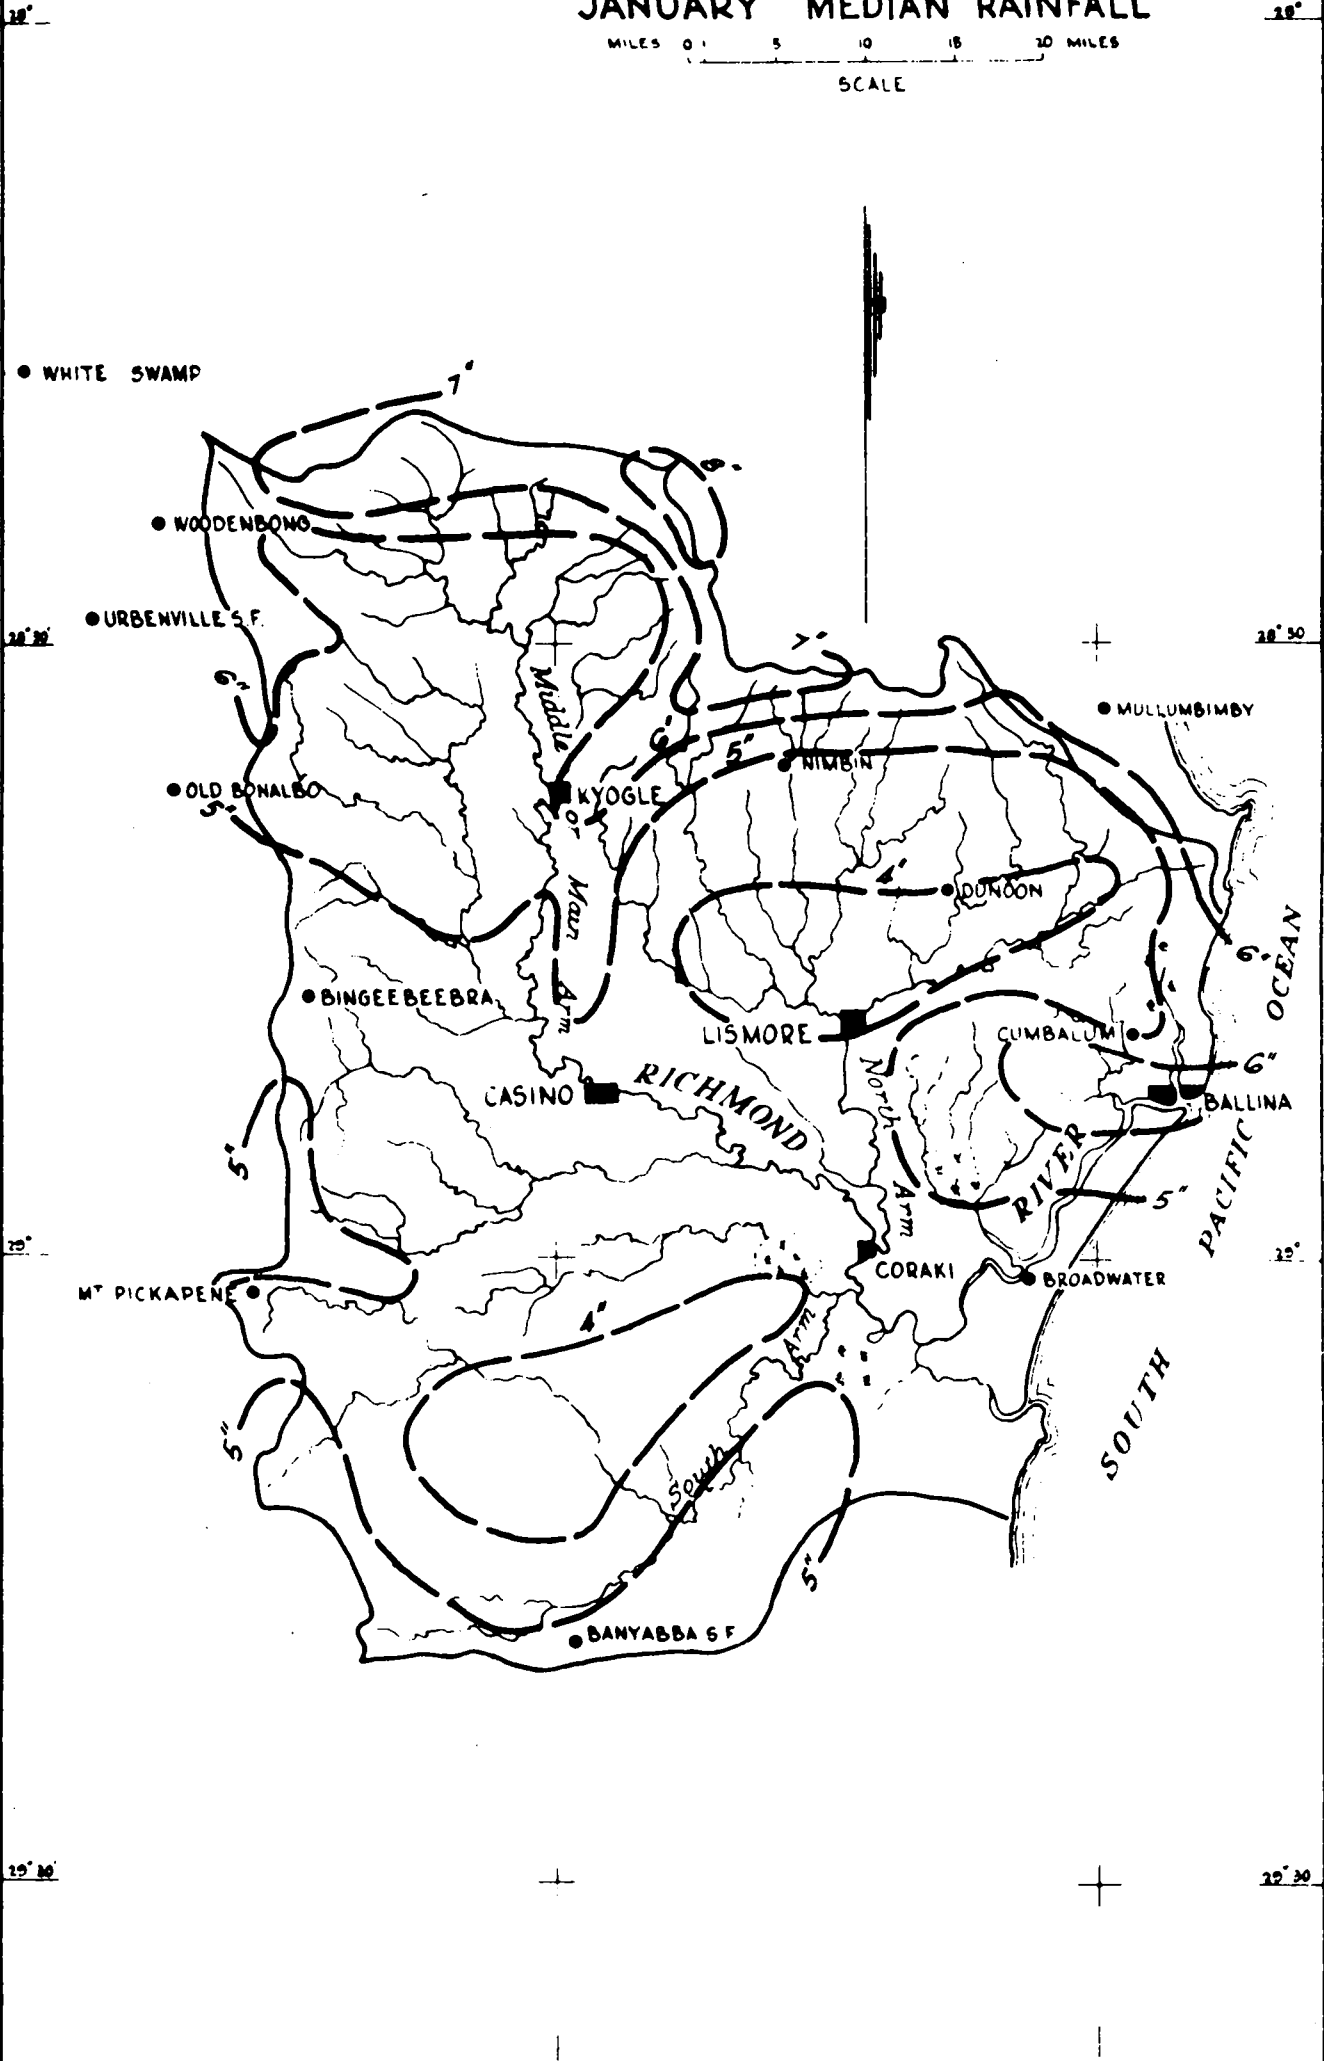 28° 28°
JANUARY MEDIAN RAINFALL
MILES 0 5 10 15 20 MILES
SCALE
WHITE SWAMP
7"
8"
WOODENBONG
URBENVILLE S.F.
28° 30' 28° 30
7"
6"
Middle
MULLUMBIMBY
6"
5"
NIMBIN
OLD BONALBO
KYOGLE
5"
or
4"
DUNOON
Main
6"
OCEAN
BINGEEBEEBRA
Arm
LISMORE
CUMBALUM
6"
North
RICHMOND
CASINO
BALLINA
5"
RIVER
PACIFIC
Arm
5"
29° 29°
CORAKI
BROADWATER
MT PICKAPENE
4"
Arm
SOUTH
5"
South
5"
BANYABBA S F
29° 30' 29° 30